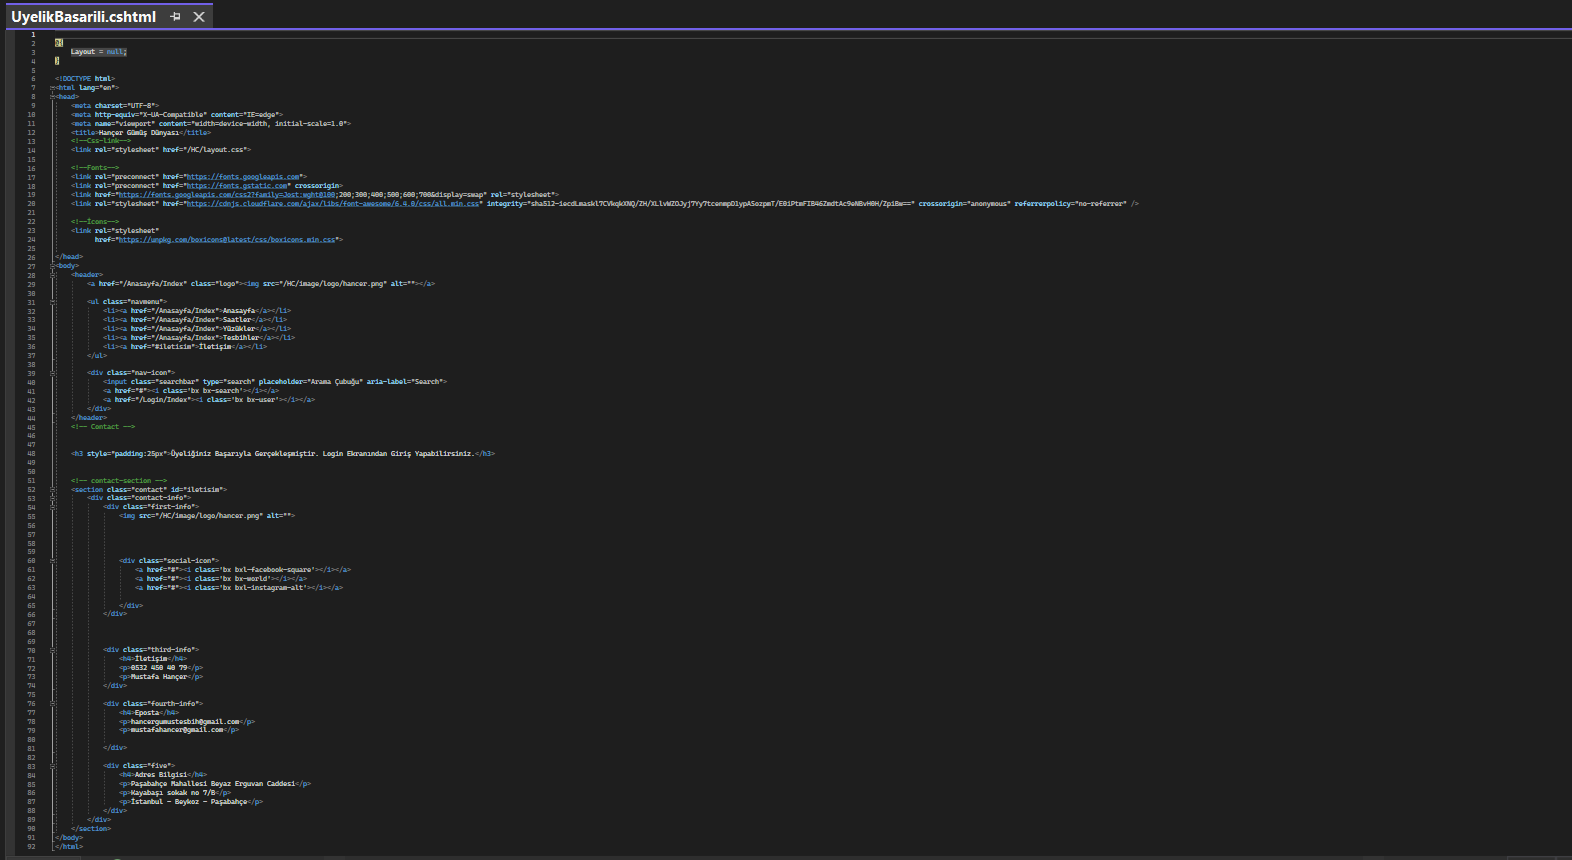 UyelikBasarili.cshtml
1
2 @{
3 Layout = null;
4 }
5
6 <!DOCTYPE html>
7 <html lang="en">
8 <head>
9 <meta charset="UTF-8">
10 <meta http-equiv="X-UA-Compatible" content="IE=edge">
11 <meta name="viewport" content="width=device-width, initial-scale=1.0">
12 <title>Hançer Gümüş Dünyası</title>
13 <!--Css-link-->
14 <link rel="stylesheet" href="/HC/layout.css">
15
16 <!--Fonts-->
17 <link rel="preconnect" href="https://fonts.googleapis.com">
18 <link rel="preconnect" href="https://fonts.gstatic.com" crossorigin>
19 <link href="https://fonts.googleapis.com/css2?family=Jest:wght@100;200;300;400;500;600;700&display=swap" rel="stylesheet">
20 <link rel="stylesheet" href="https://cdnjs.cloudflare.com/ajax/libs/font-awesome/6.4.0/css/all.min.css" crossorigin="anonymous" referrerpolicy="no-referrer" />
21
22 <!--İcons-->
23 <link rel="stylesheet"
24 href="https://unpkg.com/boxicons@latest/css/boxicons.min.css">
25
26 </head>
27 <body>
28 <header>
29 <a href="/Anasayfa/Index" class="logo"><img src="/HC/image/logo/hancer.png" alt=""></a>
30
31 <ul class="navmenu">
32 <li><a href="/Anasayfa/Index">Anasayfa</a></li>
33 <li><a href="/Anasayfa/Index">Saatler</a></li>
34 <li><a href="/Anasayfa/Index">Yüzükler</a></li>
35 <li><a href="/Anasayfa/Index">Tesbihler</a></li>
36 <li><a href="#iletisim">İletişim</a></li>
37 </ul>
38
39 <div class="nav-icon">
40 <input class="searchbar" type="search" placeholder="Arama Çubuğu" aria-label="Search">
41 <a href="#"><i class='bx bx-search'></i></a>
42 <a href="/Login/Index"><i class='bx bx-user'></i></a>
43 </div>
44 </header>
45 <!-- Contact -->
46
47
48 <h3 style="padding:25px">Üyeliğiniz Başarıyla Gerçekleşmiştir. Login Ekranından Giriş Yapabilirsiniz.</h3>
49
50
51 <!-- contact-section -->
52 <section class="contact" id="iletisim">
53 <div class="contact-info">
54 <div class="first-info">
55 <img src="/HC/image/logo/hancer.png" alt="">
56
57
58
59
60 <div class="social-icon">
61 <a href="#"><i class='bx bxl-facebook-square'></i></a>
62 <a href="#"><i class='bx bx-world'></i></a>
63 <a href="#"><i class='bx bxl-instagram-alt'></i></a>
64
65 </div>
66 </div>
67
68
69
70 <div class="third-info">
71 <h4>İletişim</h4>
72 <p>0532 450 40 79</p>
73 <p>Mustafa Hançer</p>
74 </div>
75
76 <div class="fourth-info">
77 <h4>Eposta</h4>
78 <p>hancergumustesbih@gmail.com</p>
79 <p>mustafahancer@gmail.com</p>
80
81 </div>
82
83 <div class="five">
84 <h4>Adres Bilgisi</h4>
85 <p>Paşabahçe Mahallesi Beyaz Erguvan Caddesi</p>
86 <p>Kayabaşı sokak no 7/B</p>
87 <p>İstanbul - Beykoz - Paşabahçe</p>
88 </div>
89 </div>
90 </section>
91 </body>
92 </html>